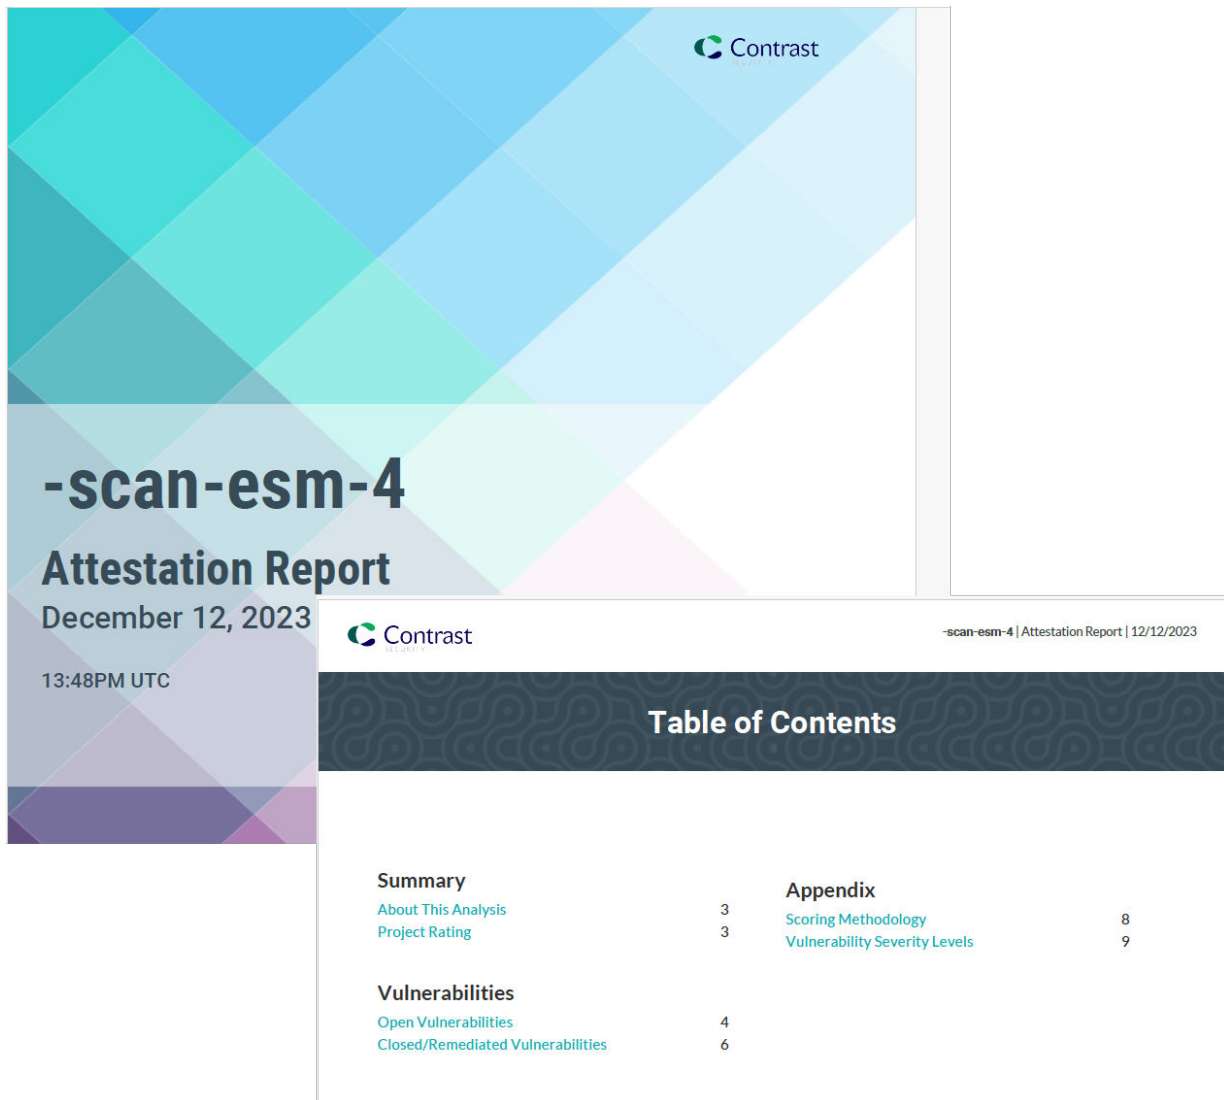 Contrast
-scan-esm-4
Attestation Report
December 12, 2023
13:48PM UTC
Contrast
SECURITY
-scan-esm-4 | Attestation Report | 12/12/2023
Table of Contents
Summary
About This Analysis 3
Project Rating 3
Vulnerabilities
Open Vulnerabilities 4
Closed/Remediated Vulnerabilities 6
Appendix
Scoring Methodology 8
Vulnerability Severity Levels 9